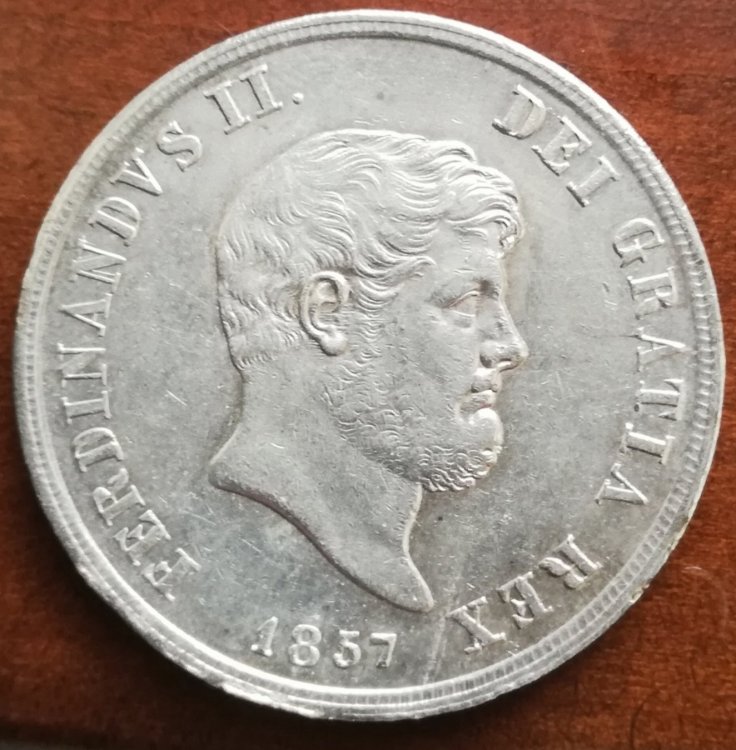 FERDINANDVS II.
DEI GRATIA REX
1857